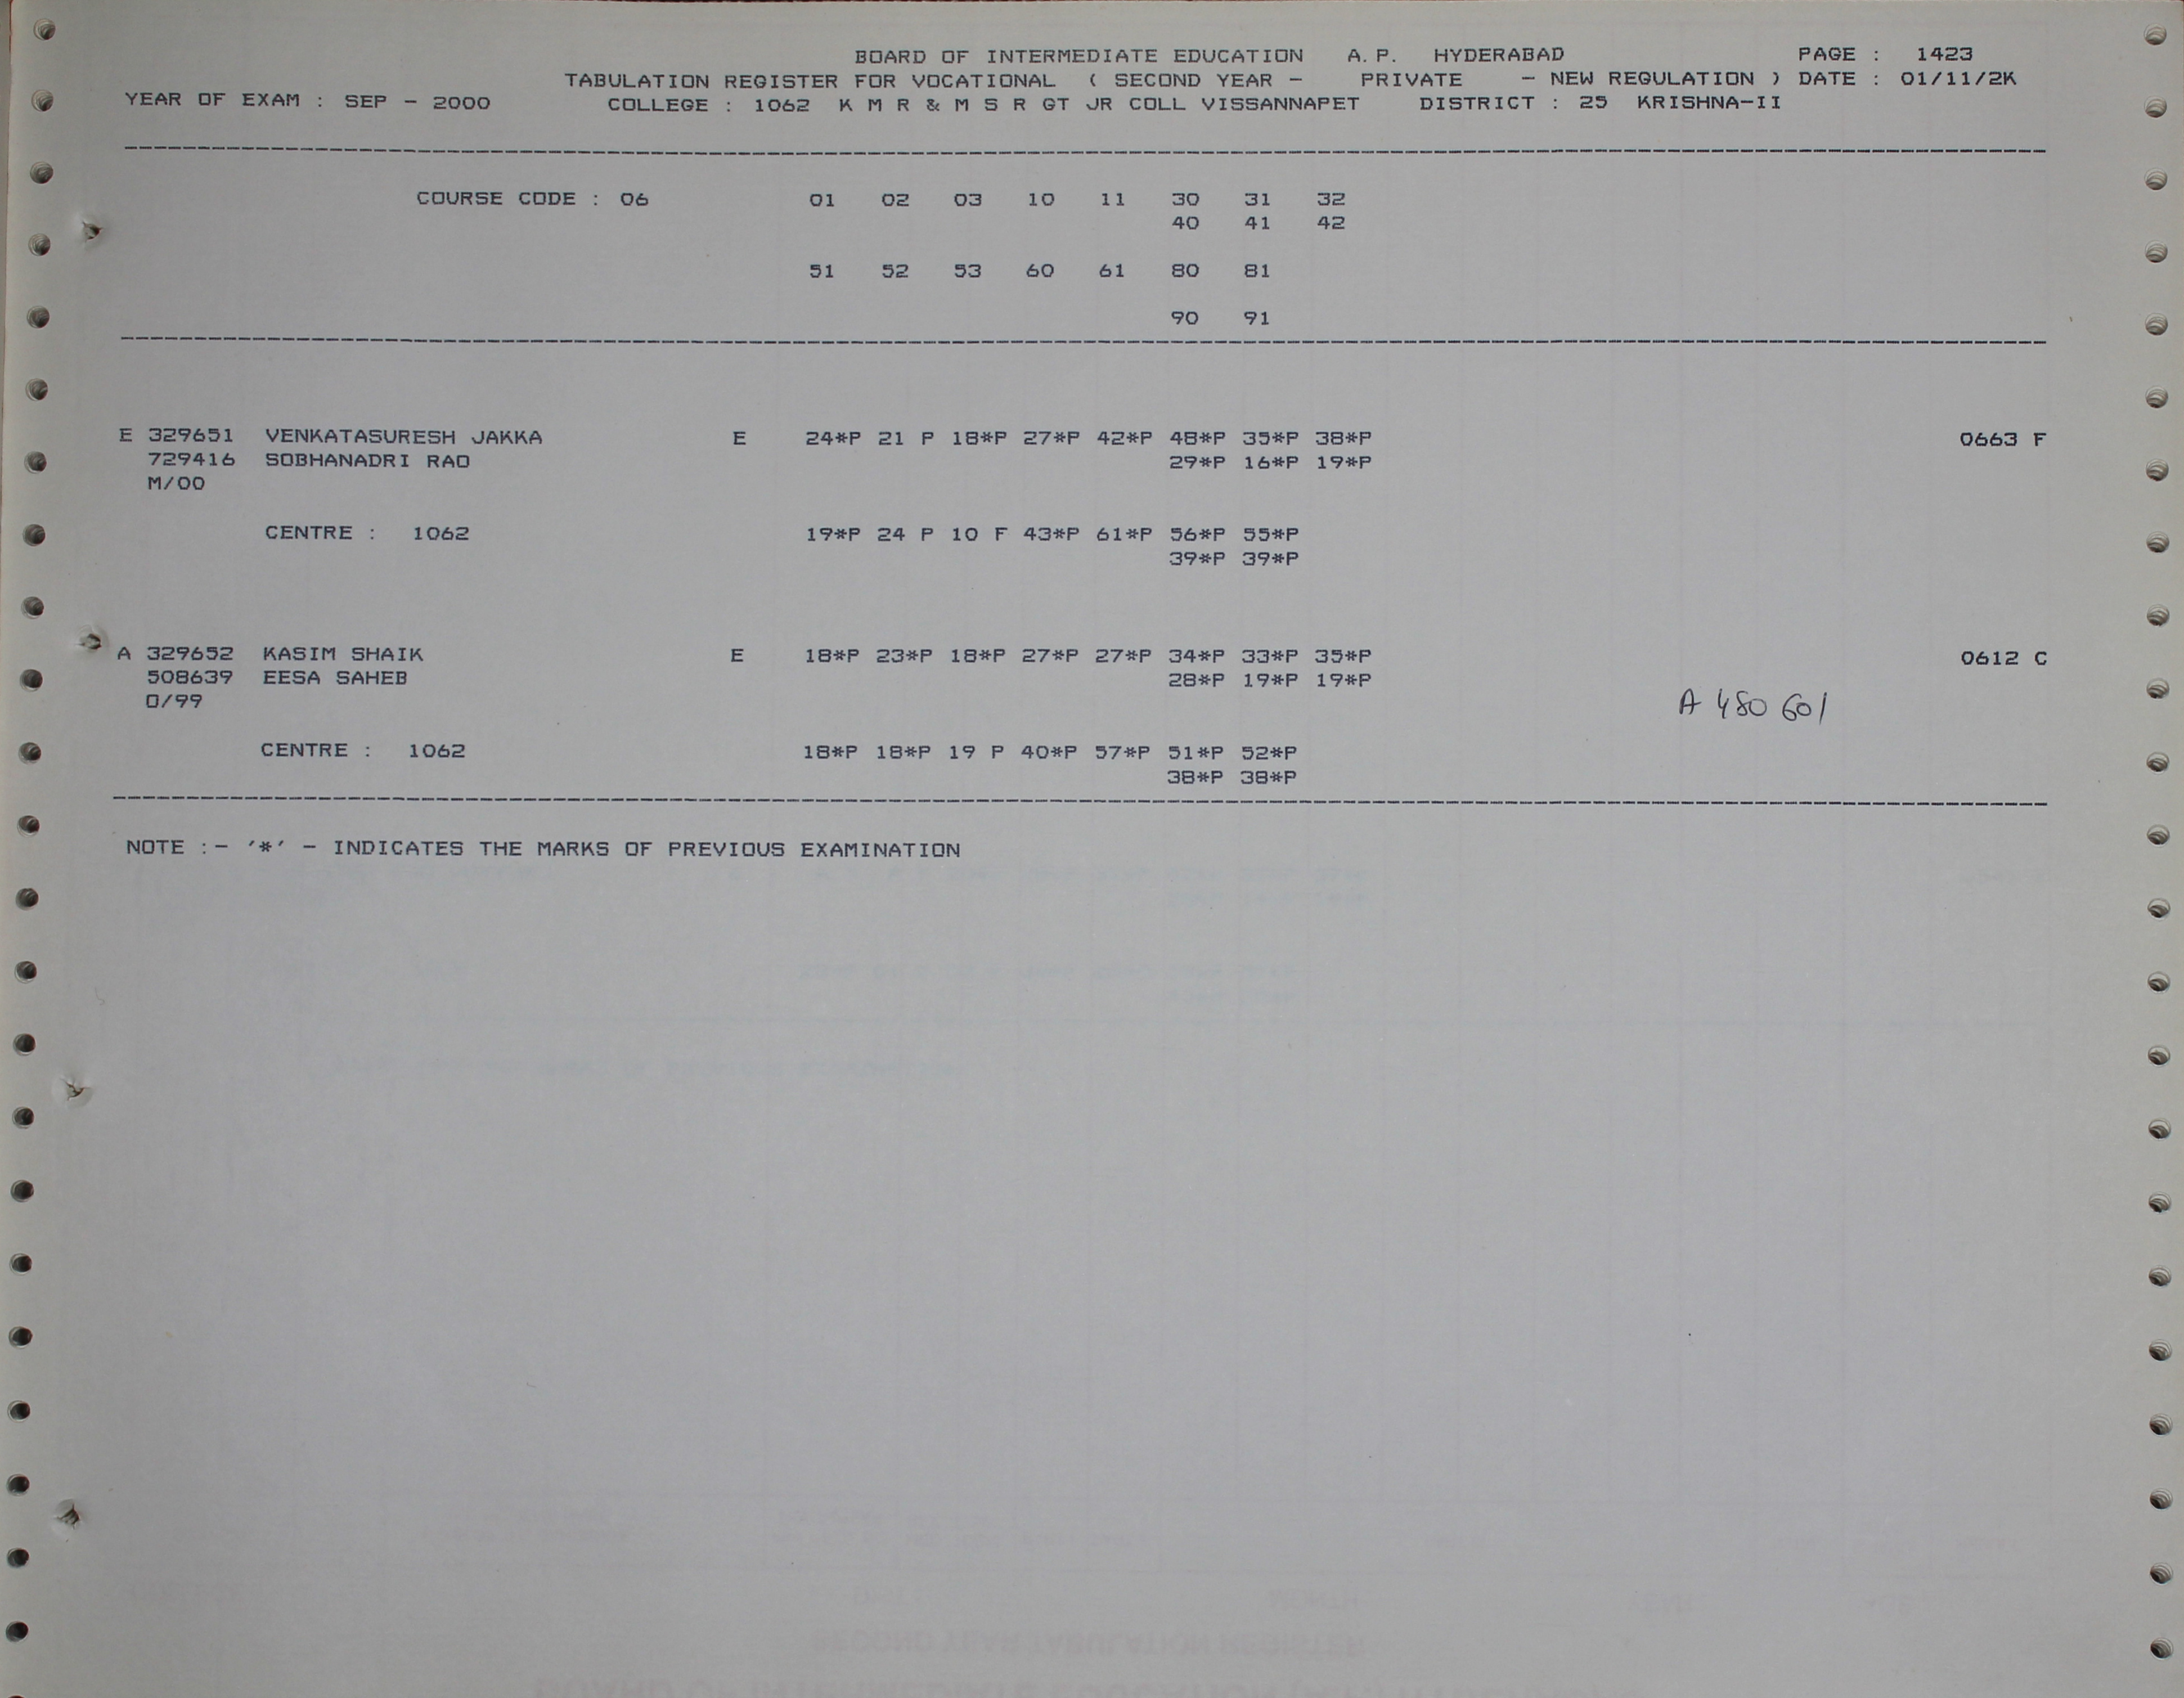 BOARD OF INTERMEDIATE EDUCATION A. P. HYDERABAD PAGE : 1423
TABULATION REGISTER FOR VOCATIONAL ( SECOND YEAR - PRIVATE - NEW REGULATION ) DATE : 01/11/2K
YEAR OF EXAM : SEP - 2000 COLLEGE : 1062 K M R & M S R GT JR COLL VISSANNAPET DISTRICT : 25 KRISHNA-II
COURSE CODE : 06 01 02 03 10 11 30 31 32
40 41 42
51 52 53 60 61 80 81
90 91
E 329651 VENKATASURESH JAKKA E 24*P 21 P 18*P 27*P 42*P 48*P 35*P 38*P 0663 F
729416 SOBHANADRI RAO 29*P 16*P 19*P
M/00
CENTRE : 1062 19*P 24 P 10 F 43*P 61*P 56*P 55*P
39*P 39*P
A 329652 KASIM SHAIK E 18*P 23*P 18*P 27*P 27*P 34*P 33*P 35*P 0612 C
508639 EESA SAHEB 28*P 19*P 19*P
O/99 A 480 601
CENTRE : 1062 18*P 18*P 19 P 40*P 57*P 51*P 52*P
38*P 38*P
NOTE :- '*' - INDICATES THE MARKS OF PREVIOUS EXAMINATION